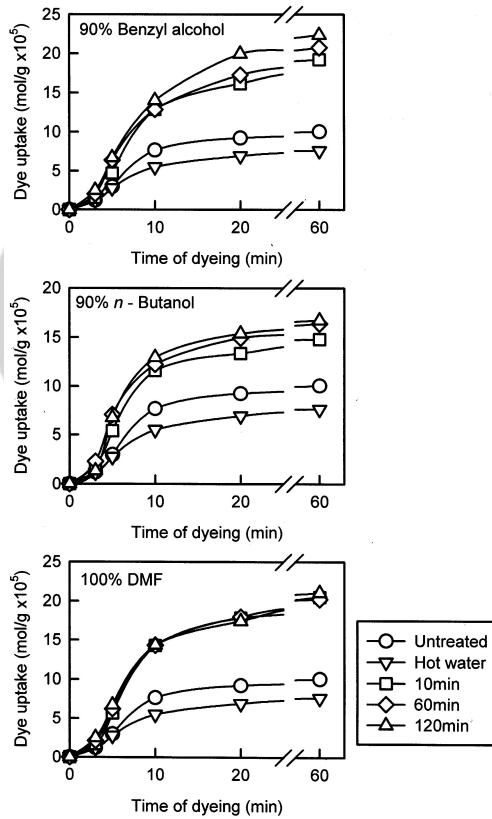 25
90% Benzyl alcohol
20
15
10
5
0
Dye uptake (mol/g x10⁵)
0 10 20 60
Time of dyeing (min)
20
90% n - Butanol
15
10
5
0
Dye uptake (mol/g x10⁵)
0 10 20 60
Time of dyeing (min)
25
100% DMF
20
15
10
5
0
Dye uptake (mol/g x10⁵)
0 10 20 60
Time of dyeing (min)
Untreated
Hot water
10min
60min
120min